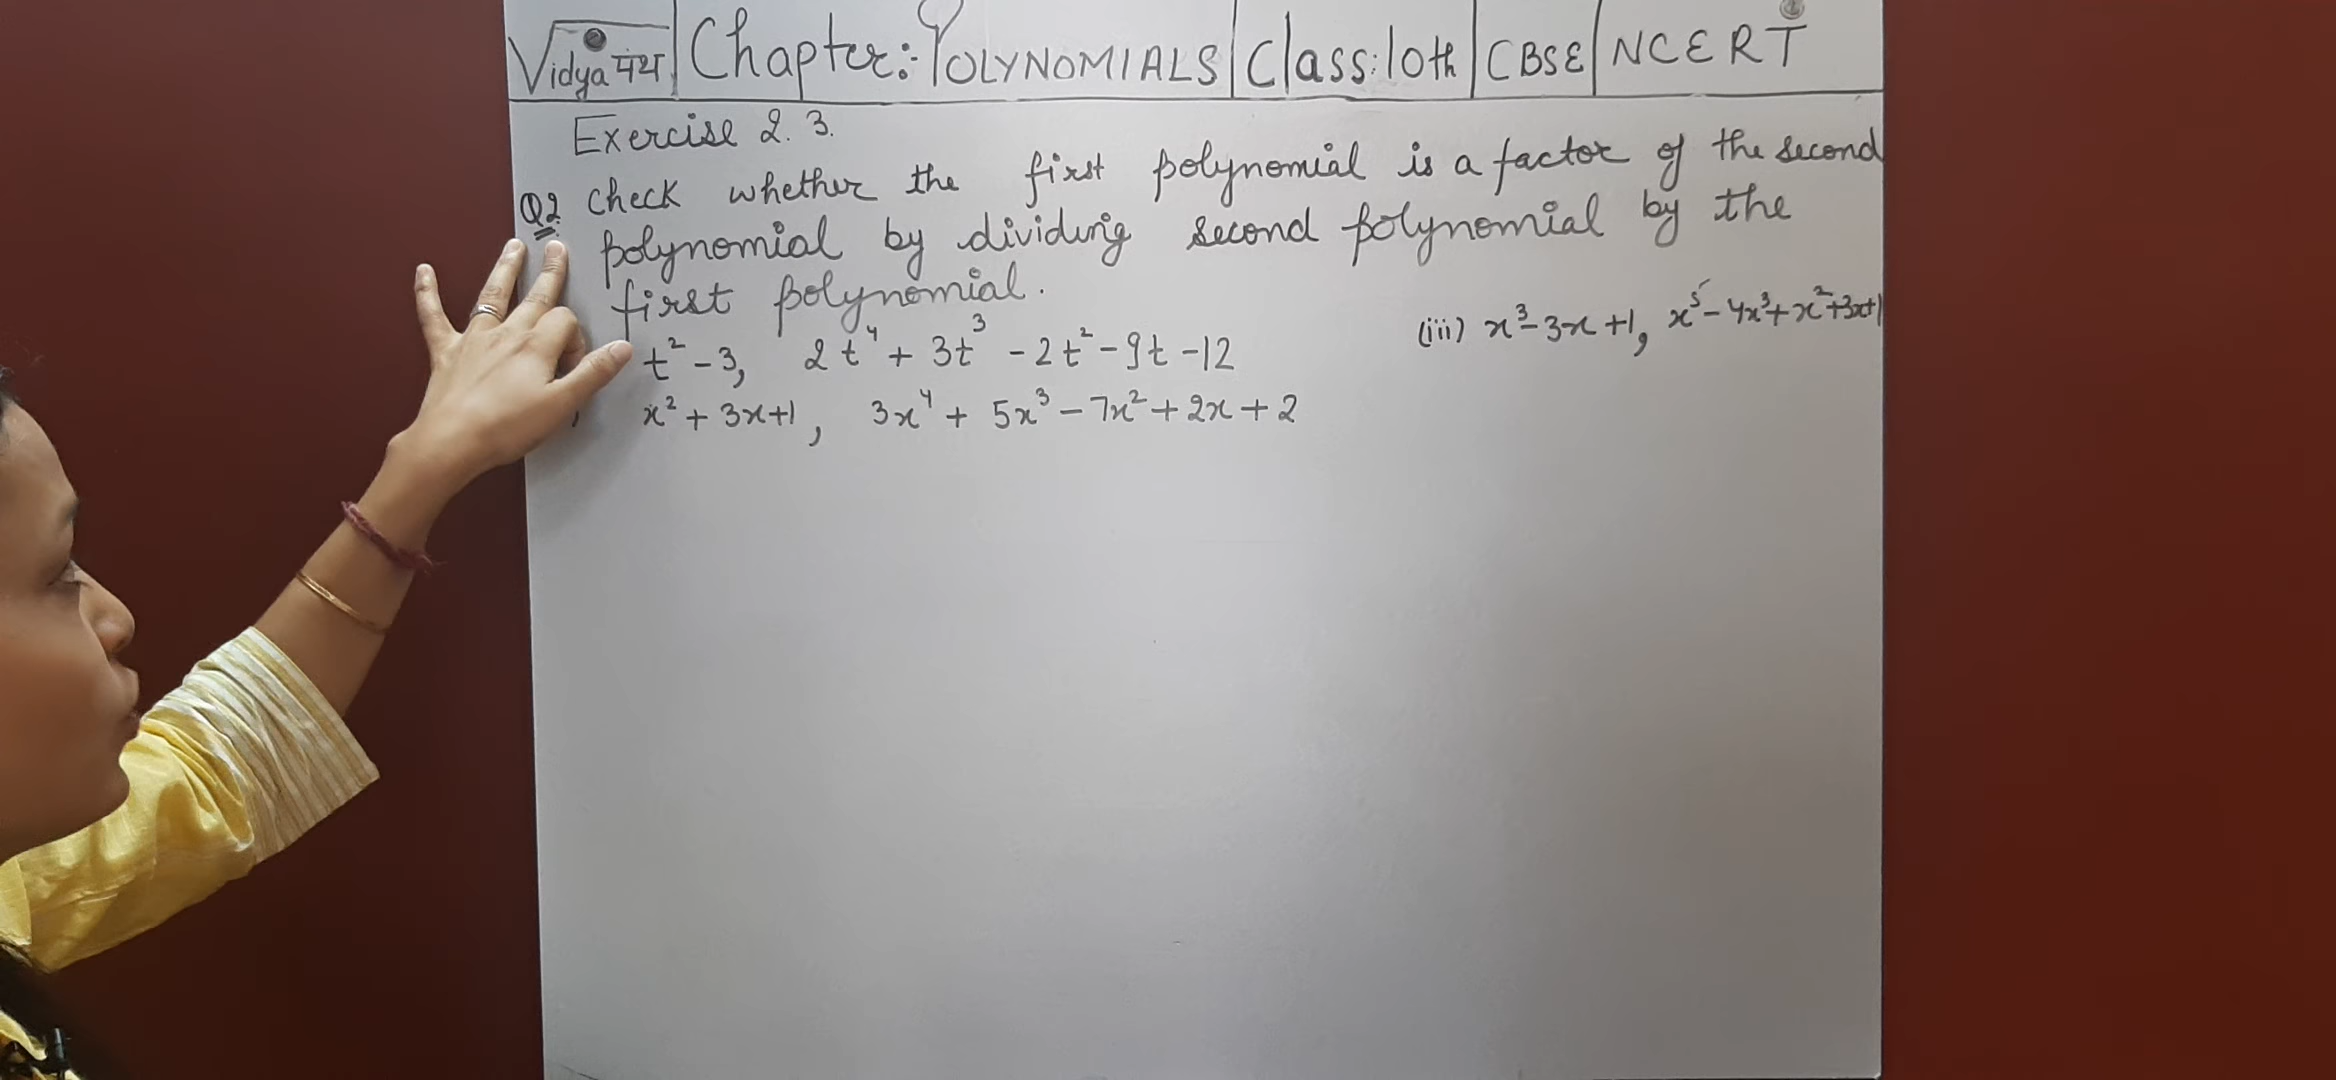 Vidya पथ | Chapter:- POLYNOMIALS | Class: 10th | CBSE | NCERT
Exercise 2.3.
Q2 Check whether the first polynomial is a factor of the second
polynomial by dividing second polynomial by the
first polynomial.
t² - 3, 2t⁴ + 3t³ - 2t² - 9t - 12
(iii) x³ - 3x + 1, x⁵ - 4x³ + x² + 3x + 1
x² + 3x + 1, 3x⁴ + 5x³ - 7x² + 2x + 2